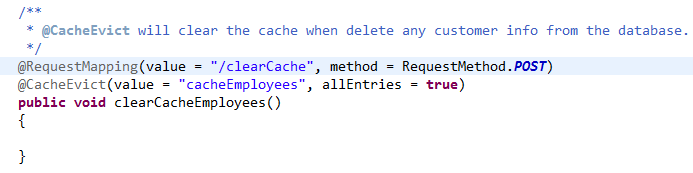 /**
* @CacheEvict will clear the cache when delete any customer info from the database.
*/
@RequestMapping(value = "/clearCache", method = RequestMethod.POST)
@CacheEvict(value = "cacheEmployees", allEntries = true)
public void clearCacheEmployees()
{
}